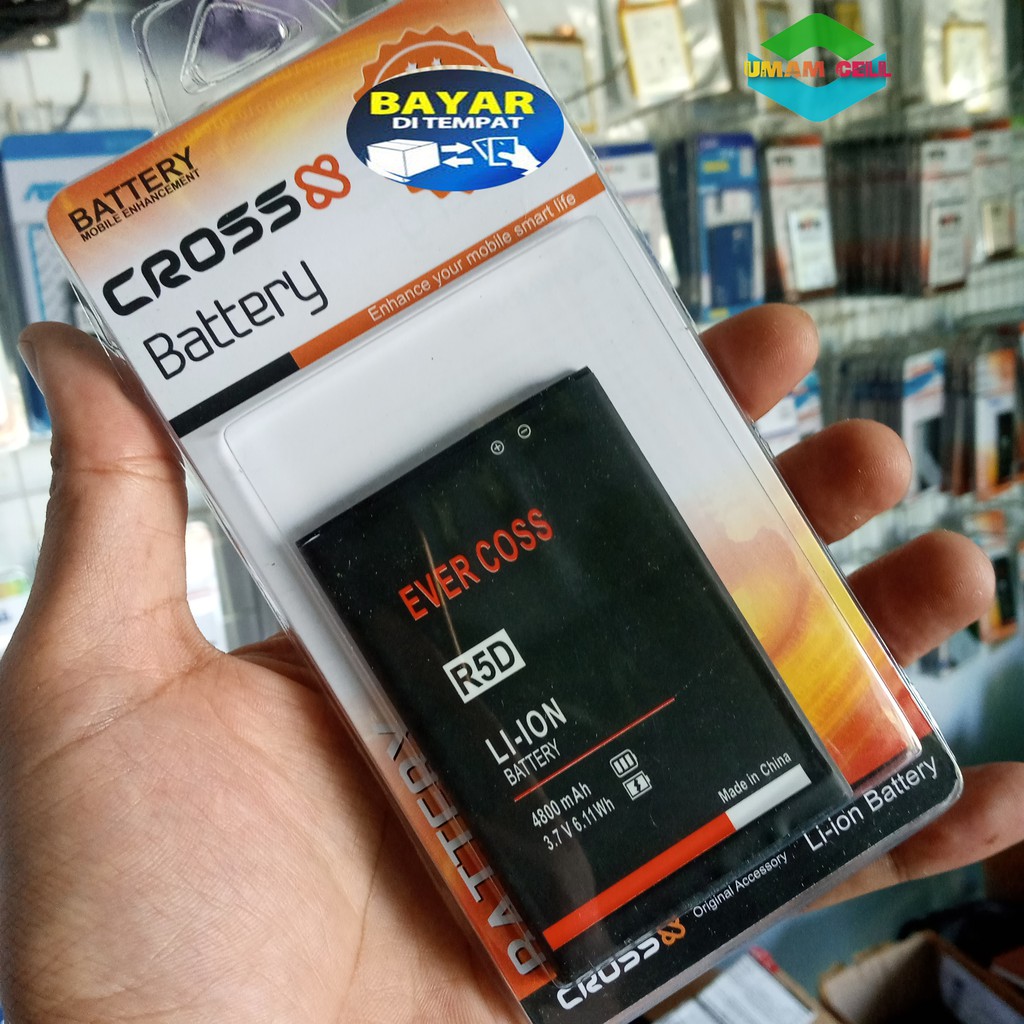 UMAM CELL
BAYAR
DI TEMPAT
BATTERY
MOBILE ENHANCEMENT
CROSS
Battery
Enhance your mobile smart life
EVER COSS
R5D
LI-ION
BATTERY
4800 mAh
3.7 V 6.11Wh
Made in China
BATTERY
CROSS
Original Accessory
Li-ion Battery